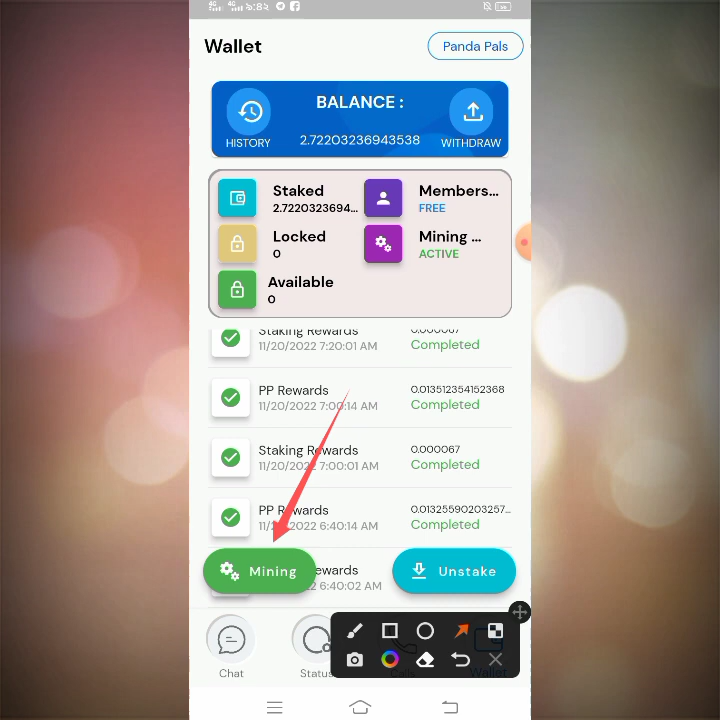 4G 4G ৯:৪২
Wallet
Panda Pals
BALANCE :
HISTORY
2.72203236943538
WITHDRAW
Staked
2.7220323694...
Members...
FREE
Locked
0
Mining ...
ACTIVE
Available
0
Staking Rewards
0.000067
11/20/2022 7:20:01 AM
Completed
PP Rewards
0.013512354152368
11/20/2022 7:00:14 AM
Completed
Staking Rewards
0.000067
11/20/2022 7:00:01 AM
Completed
PP Rewards
0.01325590203257...
11/20/2022 6:40:14 AM
Completed
Mining
ewards
6:40:02 AM
Unstake
Chat
Status
Wallet